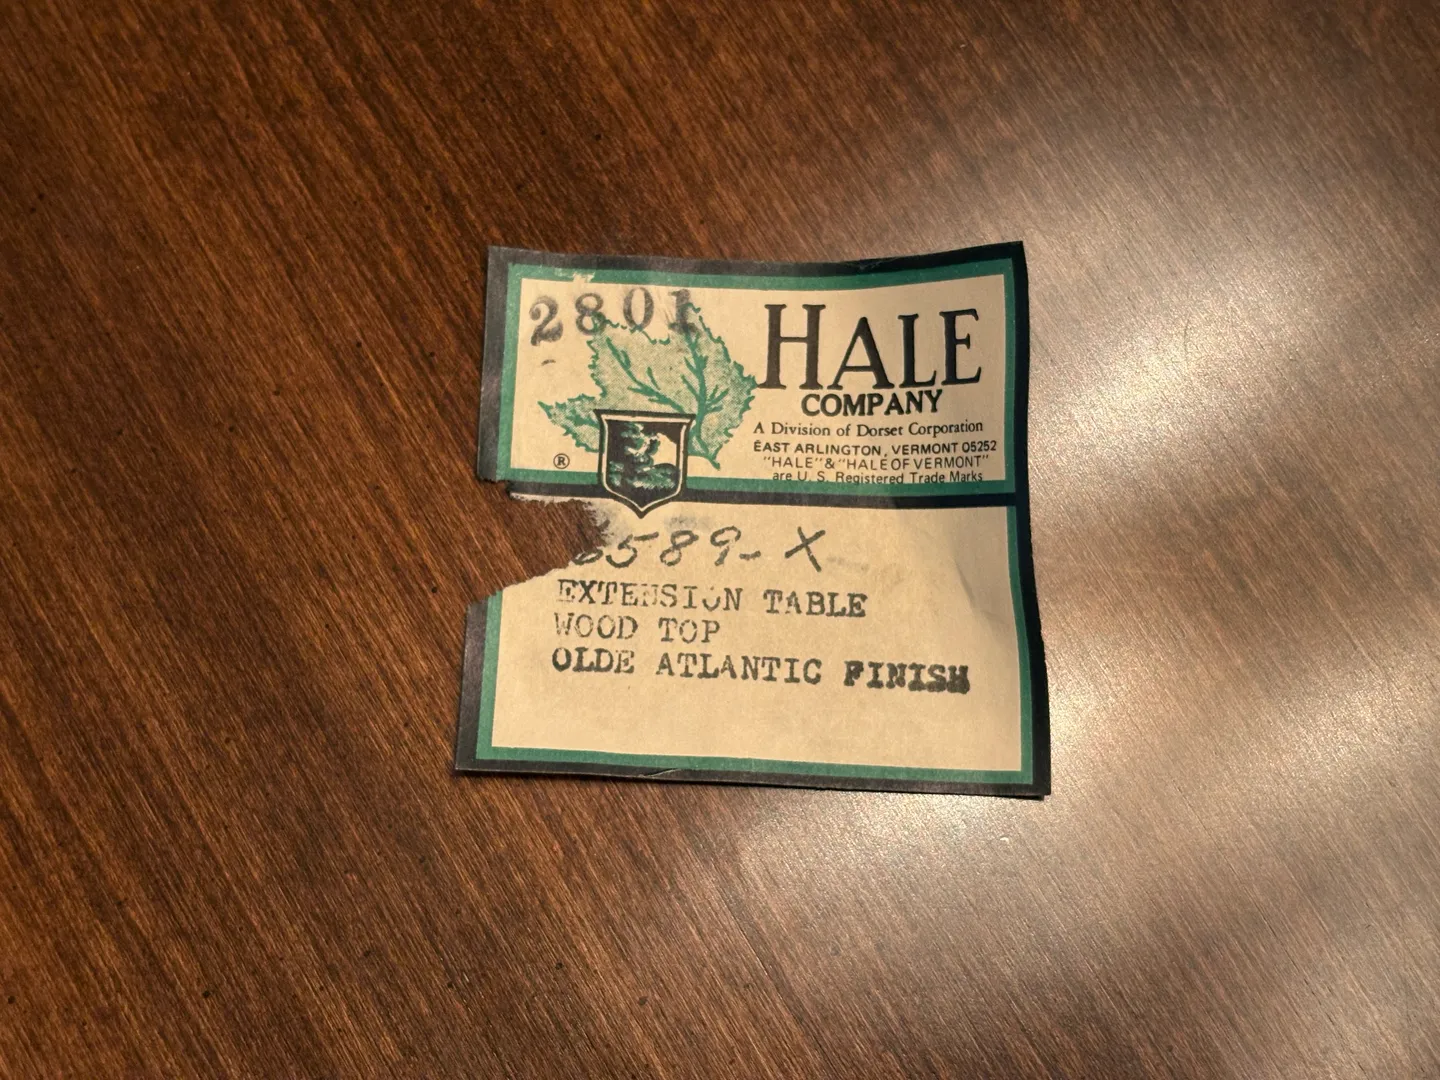 2801
HALE
COMPANY
A Division of Dorset Corporation
EAST ARLINGTON, VERMONT 05252
"HALE" & "HALE OF VERMONT"
are U. S. Registered Trade Marks
®
6589-X
EXTENSION TABLE
WOOD TOP
OLDE ATLANTIC FINISH